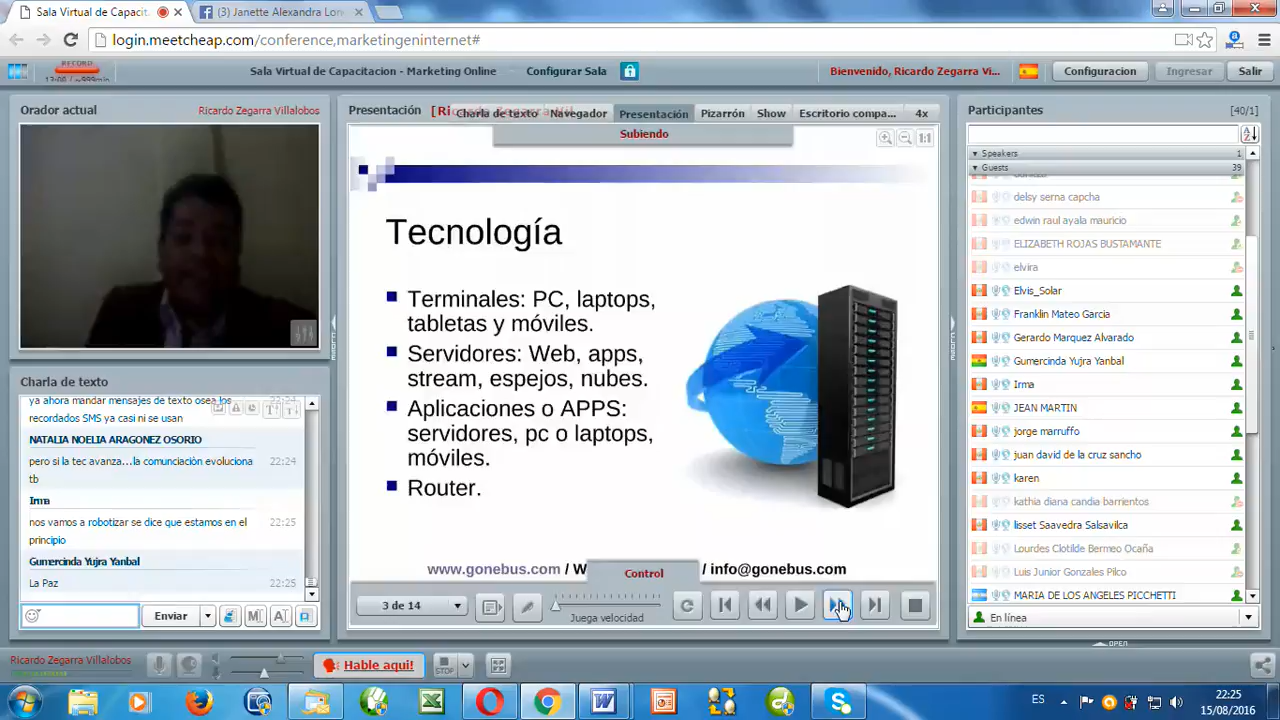 Sala Virtual de Capacit.
(3) Janette Alexandra Lon
login.meetcheap.com/conference,marketingeninternet#
RECORD
Sala Virtual de Capacitacion - Marketing Online
Configurar Sala
Bienvenido, Ricardo Zegarra Vi...
Configuracion
Ingresar
Salir
Orador actual
Ricardo Zegarra Villalobos
Presentación
Charla de texto
Navegador
Presentación
Pizarrón
Show
Escritorio compa...
4x
Subiendo
Tecnología
Terminales: PC, laptops,
tabletas y móviles.
Servidores: Web, apps,
stream, espejos, nubes.
Aplicaciones o APPS:
servidores, pc o laptops,
móviles.
Router.
www.gonebus.com / W
/ info@gonebus.com
Control
3 de 14
Juega velocidad
Charla de texto
ya ahora mandar mensajes de texto osea los
recordados SMS ya casi ni se usan
NATALIA NOELIA ARAGONEZ OSORIO
pero si la tec avanza...la comunciaciòn evoluciona 22:24
tb
Irma
nos vamos a robotizar se dice que estamos en el 22:25
principio
Gumercinda Yujra Yanbal
La Paz 22:25
Enviar
Participantes
[40/1]
Speakers 1
Guests 39
delsy serna capcha
edwin raul ayala mauricio
ELIZABETH ROJAS BUSTAMANTE
elvira
Elvis_Solar
Franklin Mateo Garcia
Gerardo Marquez Alvarado
Gumercinda Yujra Yanbal
Irma
JEAN MARTIN
jorge marruffo
juan david de la cruz sancho
karen
kathia diana candia barrientos
lisset Saavedra Salsavilca
Lourdes Clotilde Bermeo Ocaña
Luis Junior Gonzales Pilco
MARIA DE LOS ANGELES PICCHETTI
En línea
OPEN
Ricardo Zegarra Villalobos
Hable aqui!
STOP
ES
22:25
15/08/2016